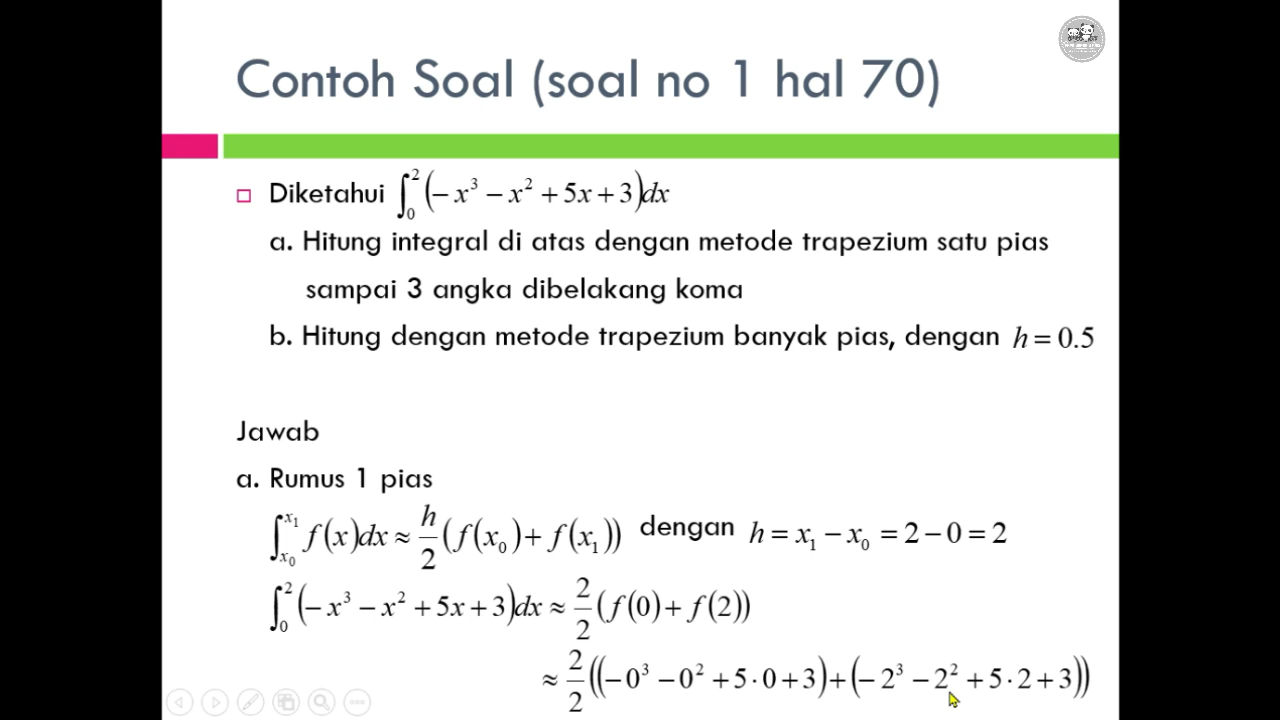 Contoh Soal (soal no 1 hal 70)
Diketahui ∫₀² (−x³ − x² + 5x + 3)dx
a. Hitung integral di atas dengan metode trapezium satu pias
sampai 3 angka dibelakang koma
b. Hitung dengan metode trapezium banyak pias, dengan h = 0.5
Jawab
a. Rumus 1 pias
∫_{x₀}^{x₁} f(x)dx ≈ h/2 (f(x₀) + f(x₁)) dengan h = x₁ − x₀ = 2 − 0 = 2
∫₀² (−x³ − x² + 5x + 3)dx ≈ 2/2 (f(0) + f(2))
≈ 2/2 ((−0³ − 0² + 5·0 + 3) + (−2³ − 2² + 5·2 + 3))